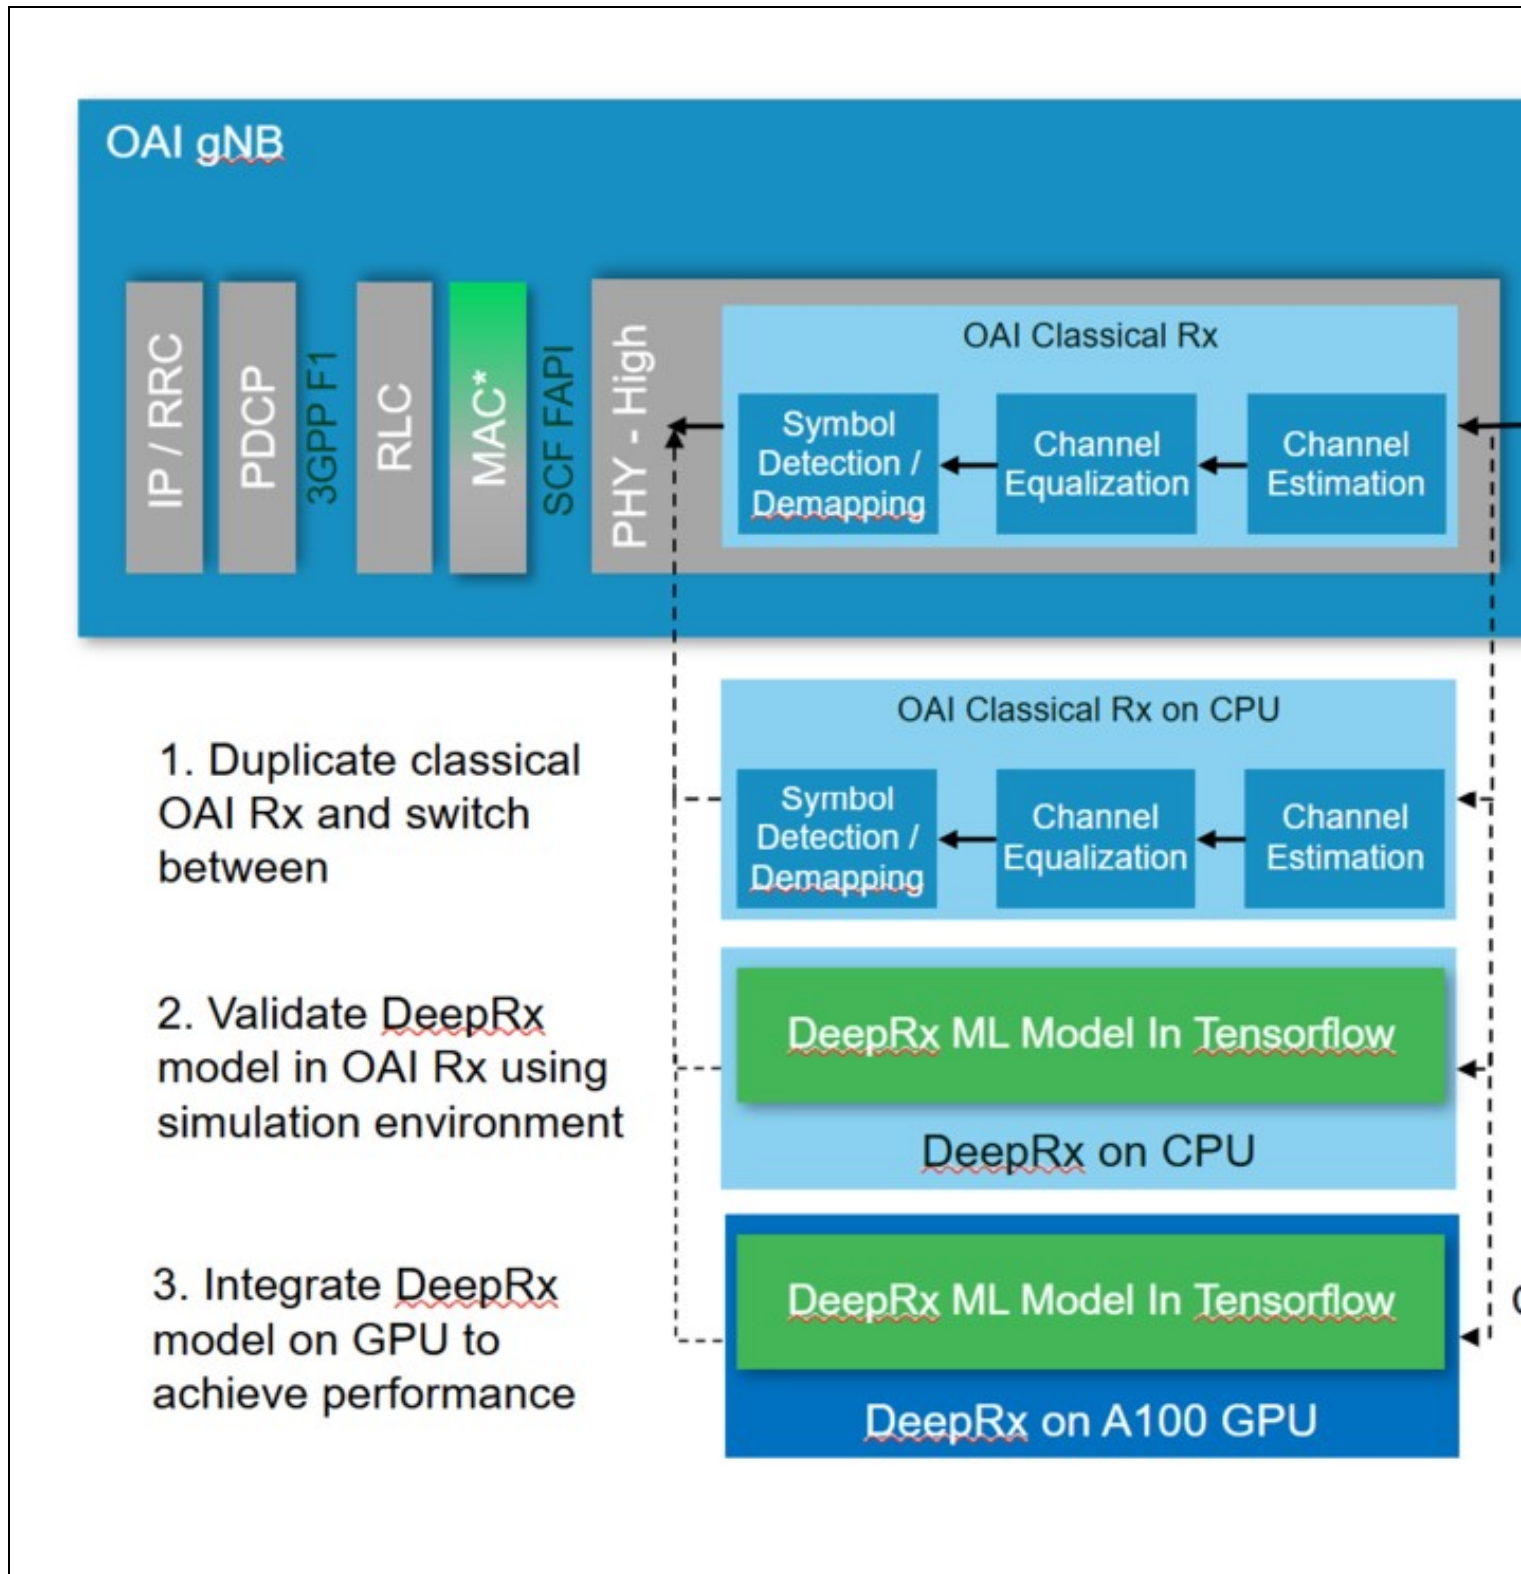 OAI gNB
IP / RRC
PDCP
3GPP F1
RLC
MAC*
SCF FAPI
PHY - High
OAI Classical Rx
Symbol
Detection /
Demapping
Channel
Equalization
Channel
Estimation
1. Duplicate classical
OAI Rx and switch
between
OAI Classical Rx on CPU
Symbol
Detection /
Demapping
Channel
Equalization
Channel
Estimation
2. Validate DeepRx
model in OAI Rx using
simulation environment
DeepRx ML Model In Tensorflow
DeepRx on CPU
3. Integrate DeepRx
model on GPU to
achieve performance
DeepRx ML Model In Tensorflow
DeepRx on A100 GPU